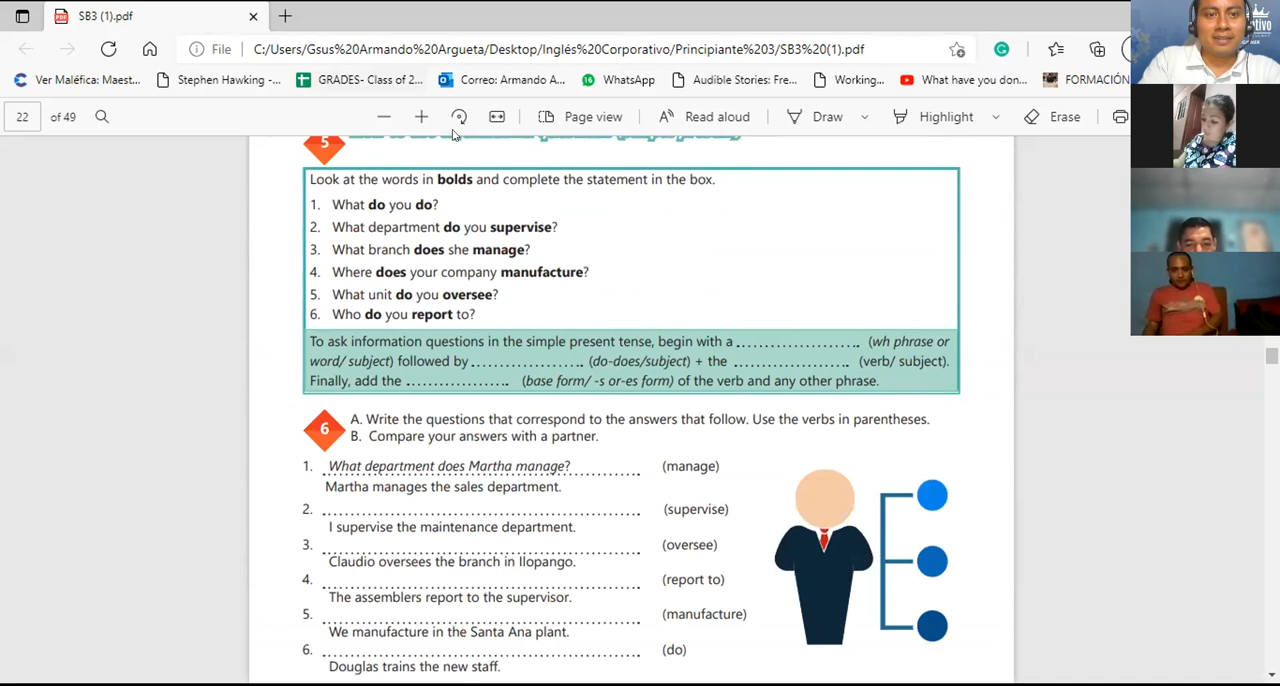 SB3 (1).pdf
File
C:/Users/Gsus%20Armando%20Argueta/Desktop/Ingles%20Corporativo/Principiante%203/SB3%20(1).pdf
Ver Maléfica: Maest...
Stephen Hawking -...
GRADES- Class of 2...
Correo: Armando A...
WhatsApp
Audible Stories: Fre...
Working...
What have you don...
FORMACIÓN
22 of 49
Page view
Read aloud
Draw
Highlight
Erase
5
Look at the words in bolds and complete the statement in the box.
1. What do you do?
2. What department do you supervise?
3. What branch does she manage?
4. Where does your company manufacture?
5. What unit do you oversee?
6. Who do you report to?
To ask information questions in the simple present tense, begin with a .................... (wh phrase or
word/ subject) followed by .................... (do-does/subject) + the .................... (verb/ subject).
Finally, add the .................. (base form/ -s or-es form) of the verb and any other phrase.
6
A. Write the questions that correspond to the answers that follow. Use the verbs in parentheses.
B. Compare your answers with a partner.
1. What department does Martha manage? (manage)
Martha manages the sales department.
2. (supervise)
I supervise the maintenance department.
3. (oversee)
Claudio oversees the branch in Ilopango.
4. (report to)
The assemblers report to the supervisor.
5. (manufacture)
We manufacture in the Santa Ana plant.
6. (do)
Douglas trains the new staff.